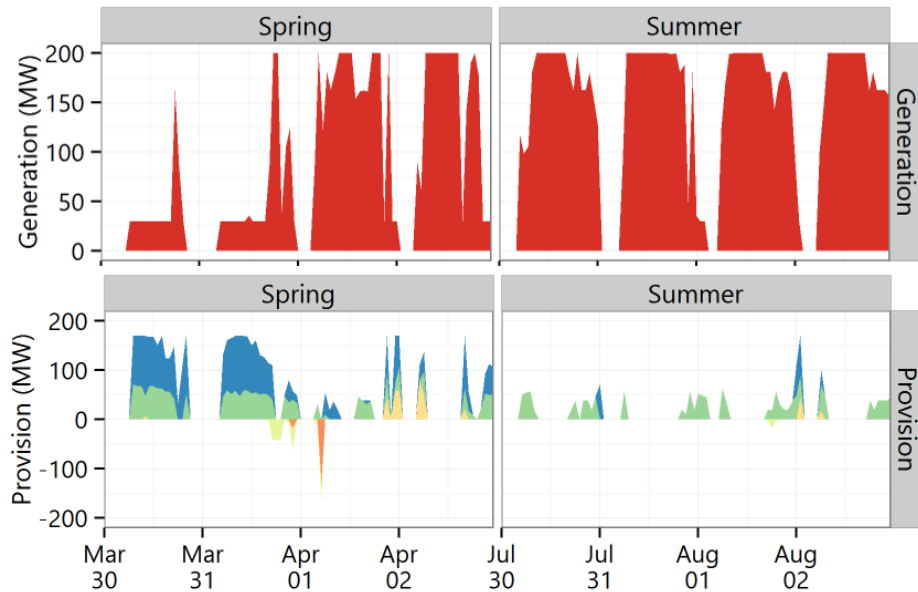 Spring
Summer
Generation (MW)
200
150
100
50
0
Generation
Spring
Summer
Provision (MW)
200
100
0
-100
-200
Provision
Mar Mar Apr Apr Jul Jul Aug Aug
30 31 01 02 30 31 01 02